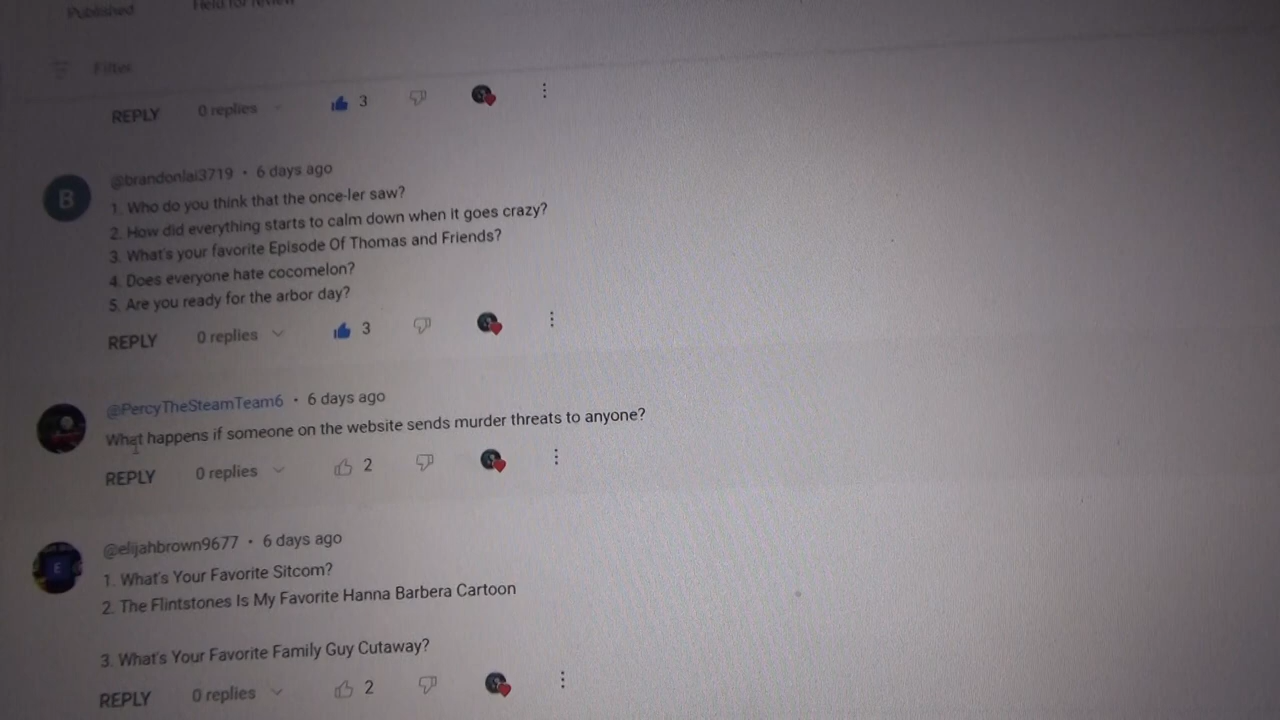 Published Held for review
Filter
REPLY 0 replies 3
B
@brandonlai3719 • 6 days ago
1. Who do you think that the once-ler saw?
2. How did everything starts to calm down when it goes crazy?
3. What's your favorite Episode Of Thomas and Friends?
4. Does everyone hate cocomelon?
5. Are you ready for the arbor day?
REPLY 0 replies 3
@PercyTheSteamTeam6 • 6 days ago
What happens if someone on the website sends murder threats to anyone?
REPLY 0 replies 2
E
@elijahbrown9677 • 6 days ago
1. What's Your Favorite Sitcom?
2. The Flintstones Is My Favorite Hanna Barbera Cartoon
3. What's Your Favorite Family Guy Cutaway?
REPLY 0 replies 2